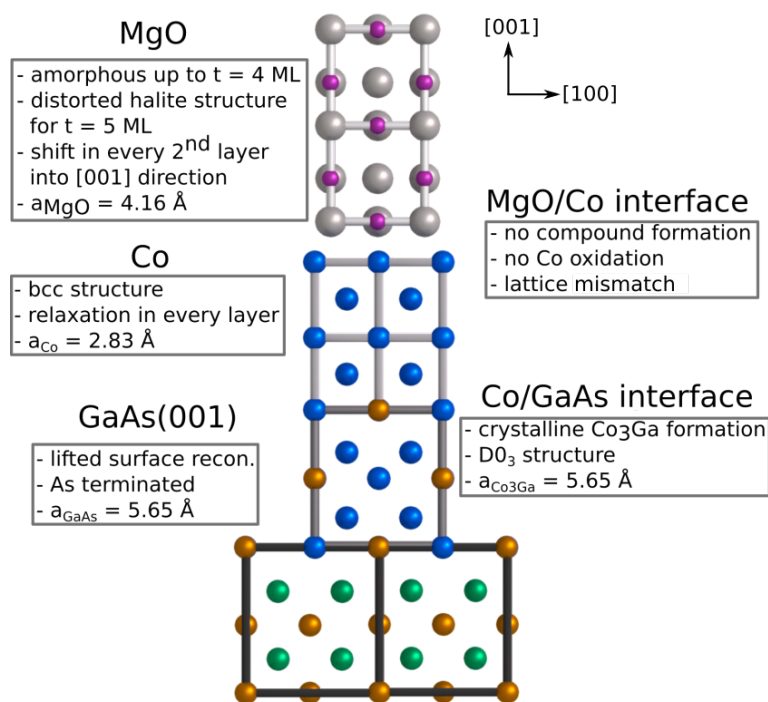 MgO
- amorphous up to t = 4 ML
- distorted halite structure
for t = 5 ML
- shift in every 2nd layer
into [001] direction
- aMgO = 4.16 Å
[001]
[100]
MgO/Co interface
- no compound formation
- no Co oxidation
- lattice mismatch
Co
- bcc structure
- relaxation in every layer
- aCo = 2.83 Å
Co/GaAs interface
- crystalline Co3Ga formation
- D03 structure
- aCo3Ga = 5.65 Å
GaAs(001)
- lifted surface recon.
- As terminated
- aGaAs = 5.65 Å